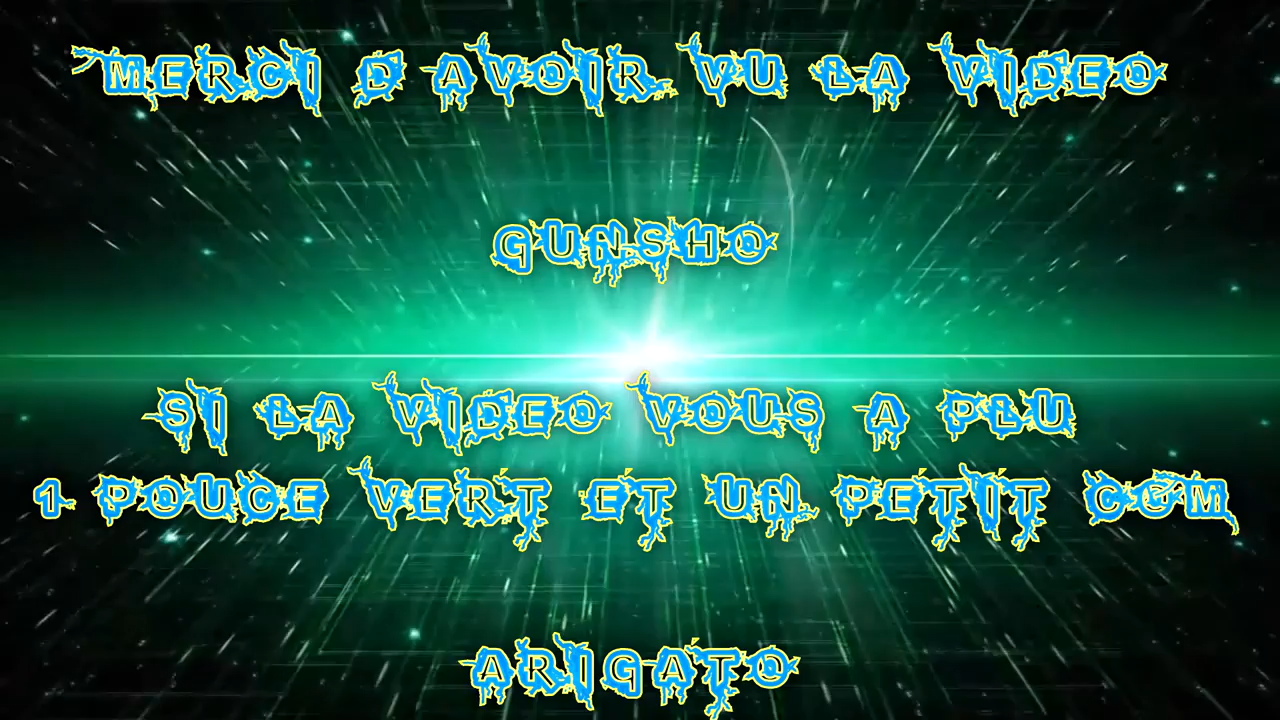 MERCI D AVOIR VU LA VIDEO
GUNSHO
SI LA VIDEO VOUS A PLU
1 POUCE VERT ET UN PETIT COM
ARIGATO